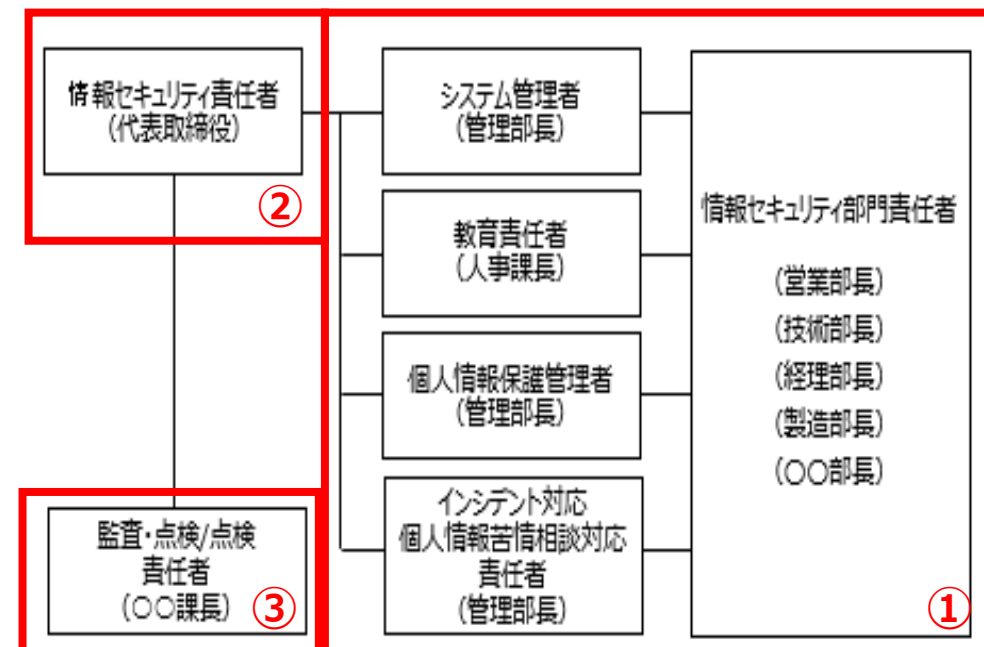 情報セキュリティ責任者
(代表取締役)
②
システム管理者
(管理部長)
教育責任者
(人事課長)
個人情報保護管理者
(管理部長)
インシデント対応
個人情報苦情相談対応
責任者
(管理部長)
情報セキュリティ部門責任者
(営業部長)
(技術部長)
(経理部長)
(製造部長)
(○○部長)
①
監査・点検/点検
責任者
(○○課長)
③